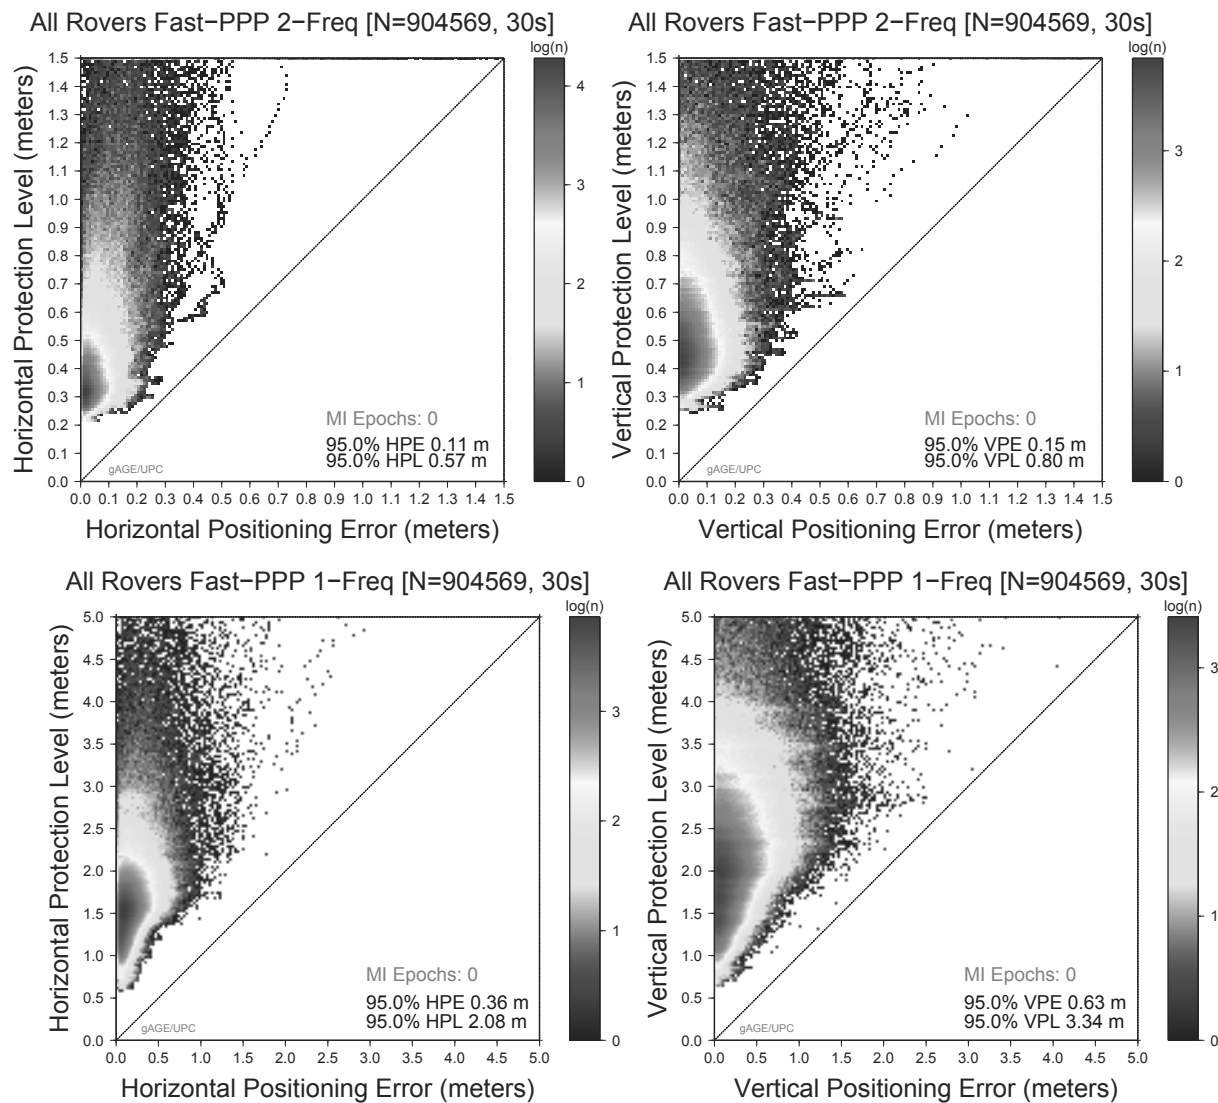 All Rovers Fast−PPP 2−Freq [N=904569, 30s]
log(n)
Horizontal Protection Level (meters)
1.5
1.4
1.3
1.2
1.1
1.0
0.9
0.8
0.7
0.6
0.5
0.4
0.3
0.2
0.1
0.0
MI Epochs: 0
95.0% HPE 0.11 m
95.0% HPL 0.57 m
gAGE/UPC
0.0 0.1 0.2 0.3 0.4 0.5 0.6 0.7 0.8 0.9 1.0 1.1 1.2 1.3 1.4 1.5
Horizontal Positioning Error (meters)
4
3
2
1
0
All Rovers Fast−PPP 2−Freq [N=904569, 30s]
log(n)
Vertical Protection Level (meters)
1.5
1.4
1.3
1.2
1.1
1.0
0.9
0.8
0.7
0.6
0.5
0.4
0.3
0.2
0.1
0.0
MI Epochs: 0
95.0% VPE 0.15 m
95.0% VPL 0.80 m
gAGE/UPC
0.0 0.1 0.2 0.3 0.4 0.5 0.6 0.7 0.8 0.9 1.0 1.1 1.2 1.3 1.4 1.5
Vertical Positioning Error (meters)
3
2
1
0
All Rovers Fast−PPP 1−Freq [N=904569, 30s]
log(n)
Horizontal Protection Level (meters)
5.0
4.5
4.0
3.5
3.0
2.5
2.0
1.5
1.0
0.5
0.0
MI Epochs: 0
95.0% HPE 0.36 m
95.0% HPL 2.08 m
gAGE/UPC
0.0 0.5 1.0 1.5 2.0 2.5 3.0 3.5 4.0 4.5 5.0
Horizontal Positioning Error (meters)
3
2
1
0
All Rovers Fast−PPP 1−Freq [N=904569, 30s]
log(n)
Vertical Protection Level (meters)
5.0
4.5
4.0
3.5
3.0
2.5
2.0
1.5
1.0
0.5
0.0
MI Epochs: 0
95.0% VPE 0.63 m
95.0% VPL 3.34 m
gAGE/UPC
0.0 0.5 1.0 1.5 2.0 2.5 3.0 3.5 4.0 4.5 5.0
Vertical Positioning Error (meters)
3
2
1
0